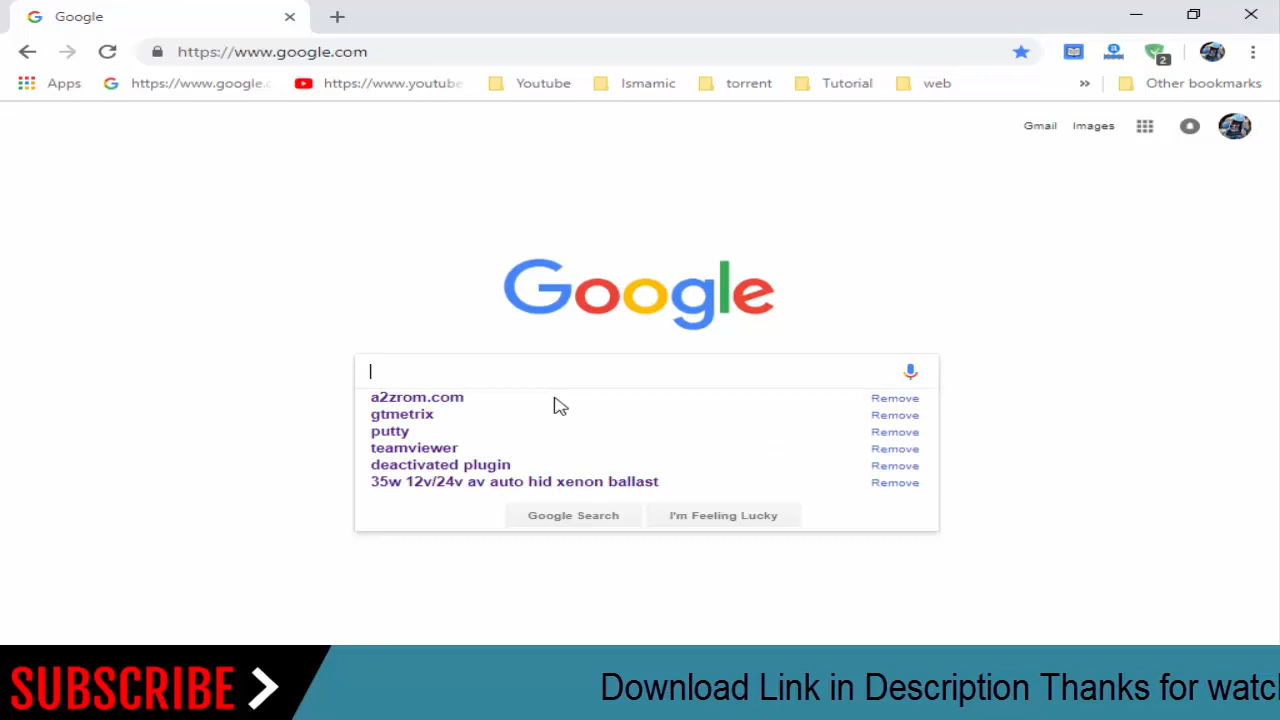 Google
https://www.google.com
2
Apps
https://www.google.c
https://www.youtube
Youtube
Ismamic
torrent
Tutorial
web
»
Other bookmarks
Gmail
Images
Google
a2zrom.com Remove
gtmetrix Remove
putty Remove
teamviewer Remove
deactivated plugin Remove
35w 12v/24v av auto hid xenon ballast Remove
Google Search
I'm Feeling Lucky
SUBSCRIBE
Download Link in Description Thanks for watc